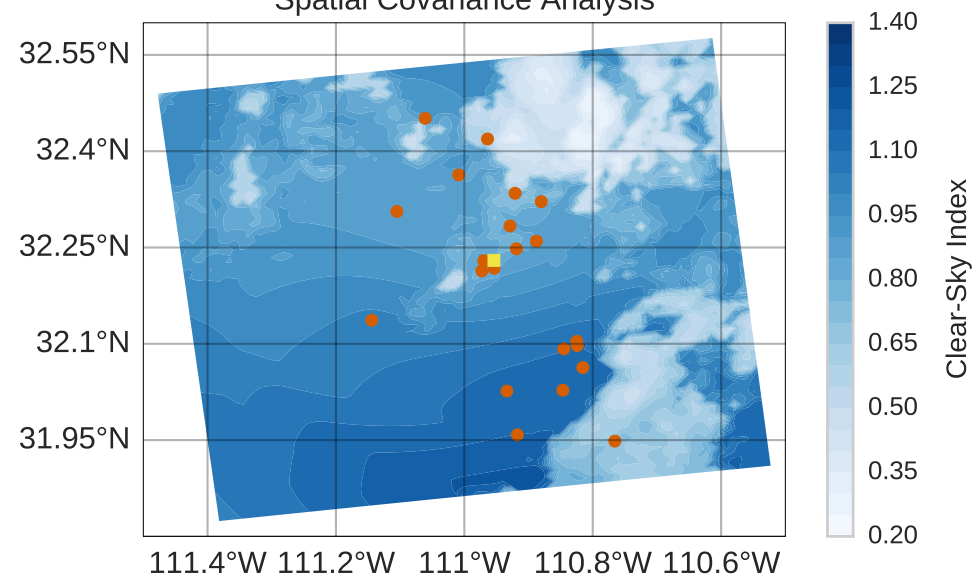 Spatial Covariance Analysis
32.55°N
32.4°N
32.25°N
32.1°N
31.95°N
111.4°W 111.2°W 111°W 110.8°W 110.6°W
1.40
1.25
1.10
0.95
0.80
0.65
0.50
0.35
0.20
Clear-Sky Index